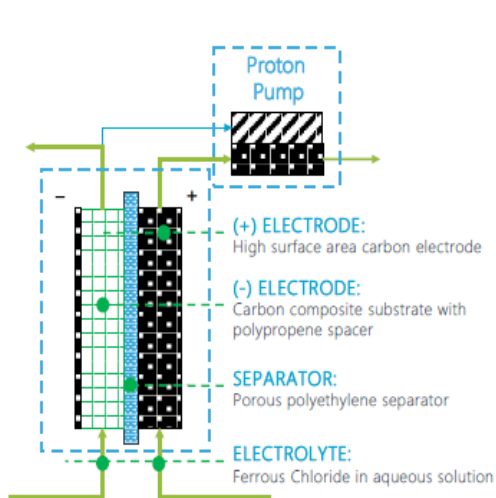 Proton
Pump
–
+
(+) ELECTRODE:
High surface area carbon electrode
(-) ELECTRODE:
Carbon composite substrate with
polypropene spacer
SEPARATOR:
Porous polyethylene separator
ELECTROLYTE:
Ferrous Chloride in aqueous solution